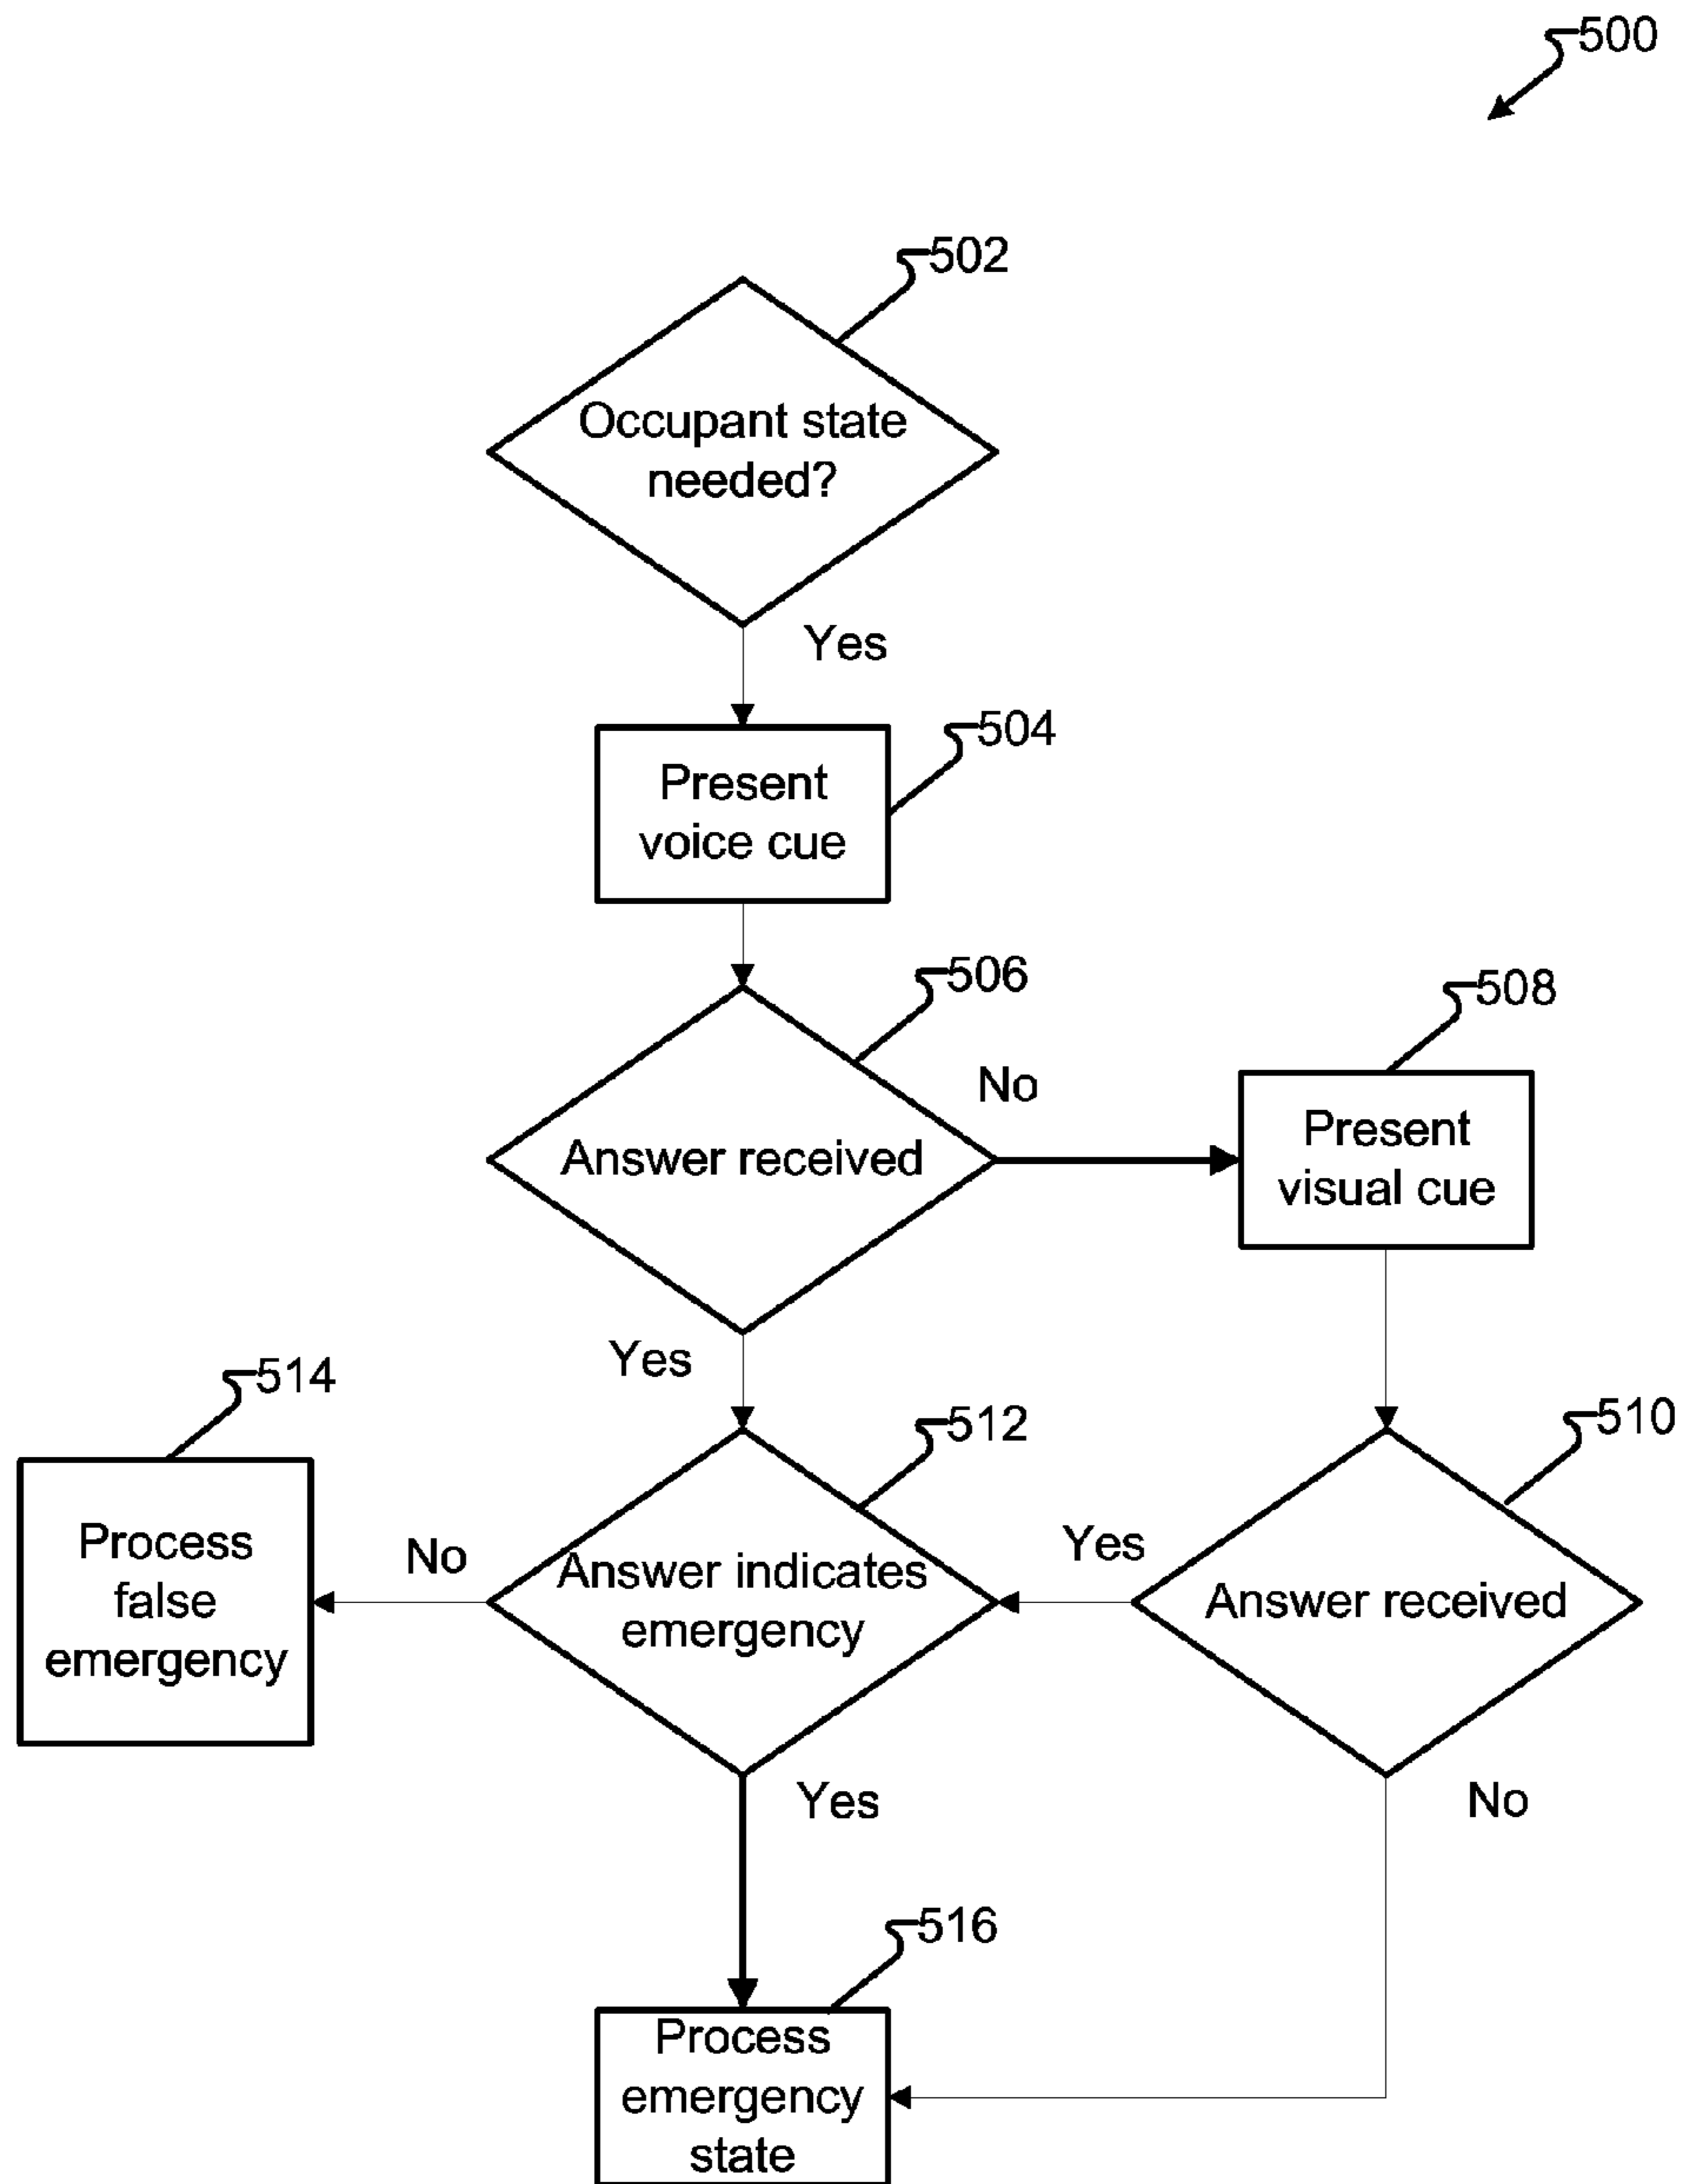 500
502
Occupant state
needed?
Yes
504
Present
voice cue
506
508
No
Present
visual cue
Answer received
Yes
514
512
510
Process
false
emergency
No
Answer indicates
emergency
Yes
Answer received
Yes
No
516
Process
emergency
state